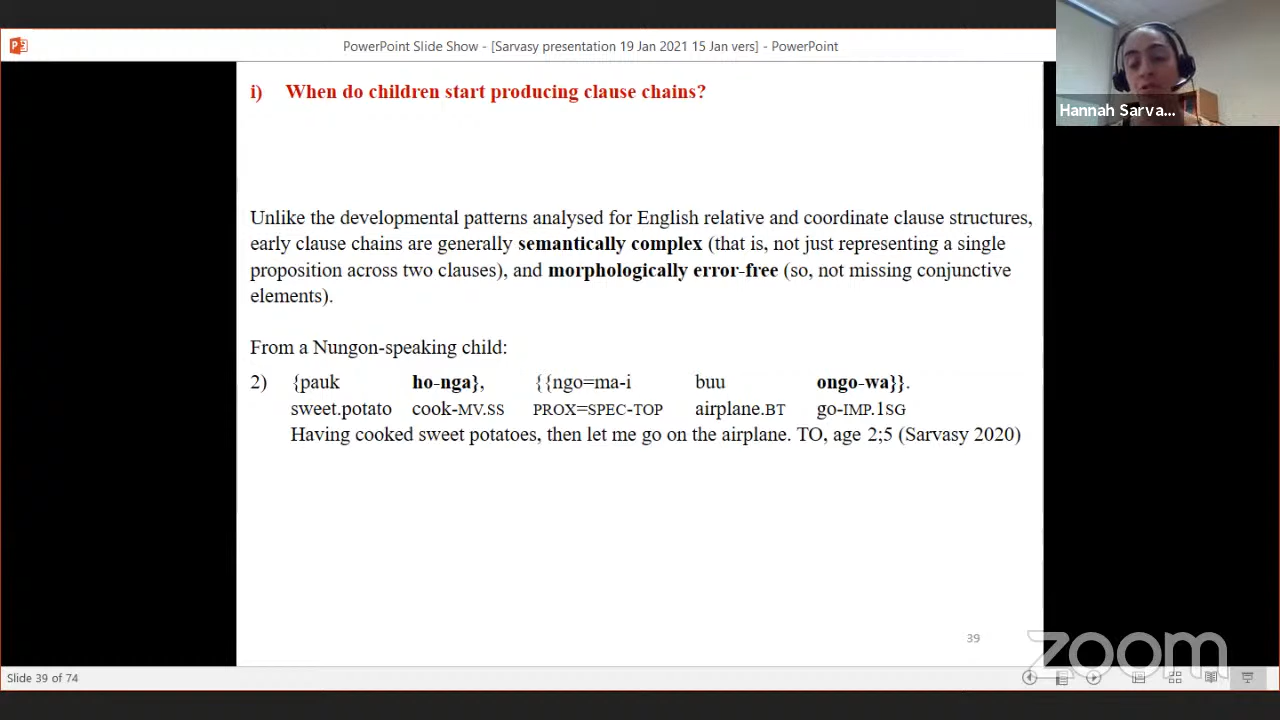 PowerPoint Slide Show - [Sarvasy presentation 19 Jan 2021 15 Jan vers] - PowerPoint
Hannah Sarva...
i) When do children start producing clause chains?
Unlike the developmental patterns analysed for English relative and coordinate clause structures,
early clause chains are generally semantically complex (that is, not just representing a single
proposition across two clauses), and morphologically error-free (so, not missing conjunctive
elements).
From a Nungon-speaking child:
2) {pauk ho-nga}, {{ngo=ma-i buu ongo-wa}}.
sweet.potato cook-MV.SS PROX=SPEC-TOP airplane.BT go-IMP.1SG
Having cooked sweet potatoes, then let me go on the airplane. TO, age 2;5 (Sarvasy 2020)
39
zoom
Slide 39 of 74